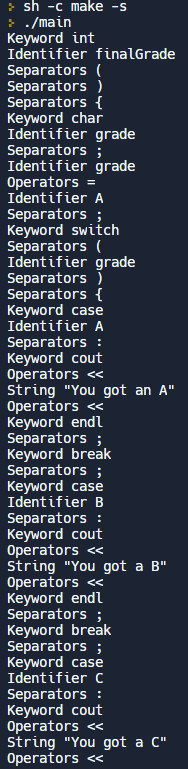 sh -c make -s
./main
Keyword int
Identifier finalGrade
Separators (
Separators )
Separators {
Keyword char
Identifier grade
Separators ;
Identifier grade
Operators =
Identifier A
Separators ;
Keyword switch
Separators (
Identifier grade
Separators )
Separators {
Keyword case
Identifier A
Separators :
Keyword cout
Operators <<
String "You got an A"
Operators <<
Keyword endl
Separators ;
Keyword break
Separators ;
Keyword case
Identifier B
Separators :
Keyword cout
Operators <<
String "You got a B"
Operators <<
Keyword endl
Separators ;
Keyword break
Separators ;
Keyword case
Identifier C
Separators :
Keyword cout
Operators <<
String "You got a C"
Operators <<